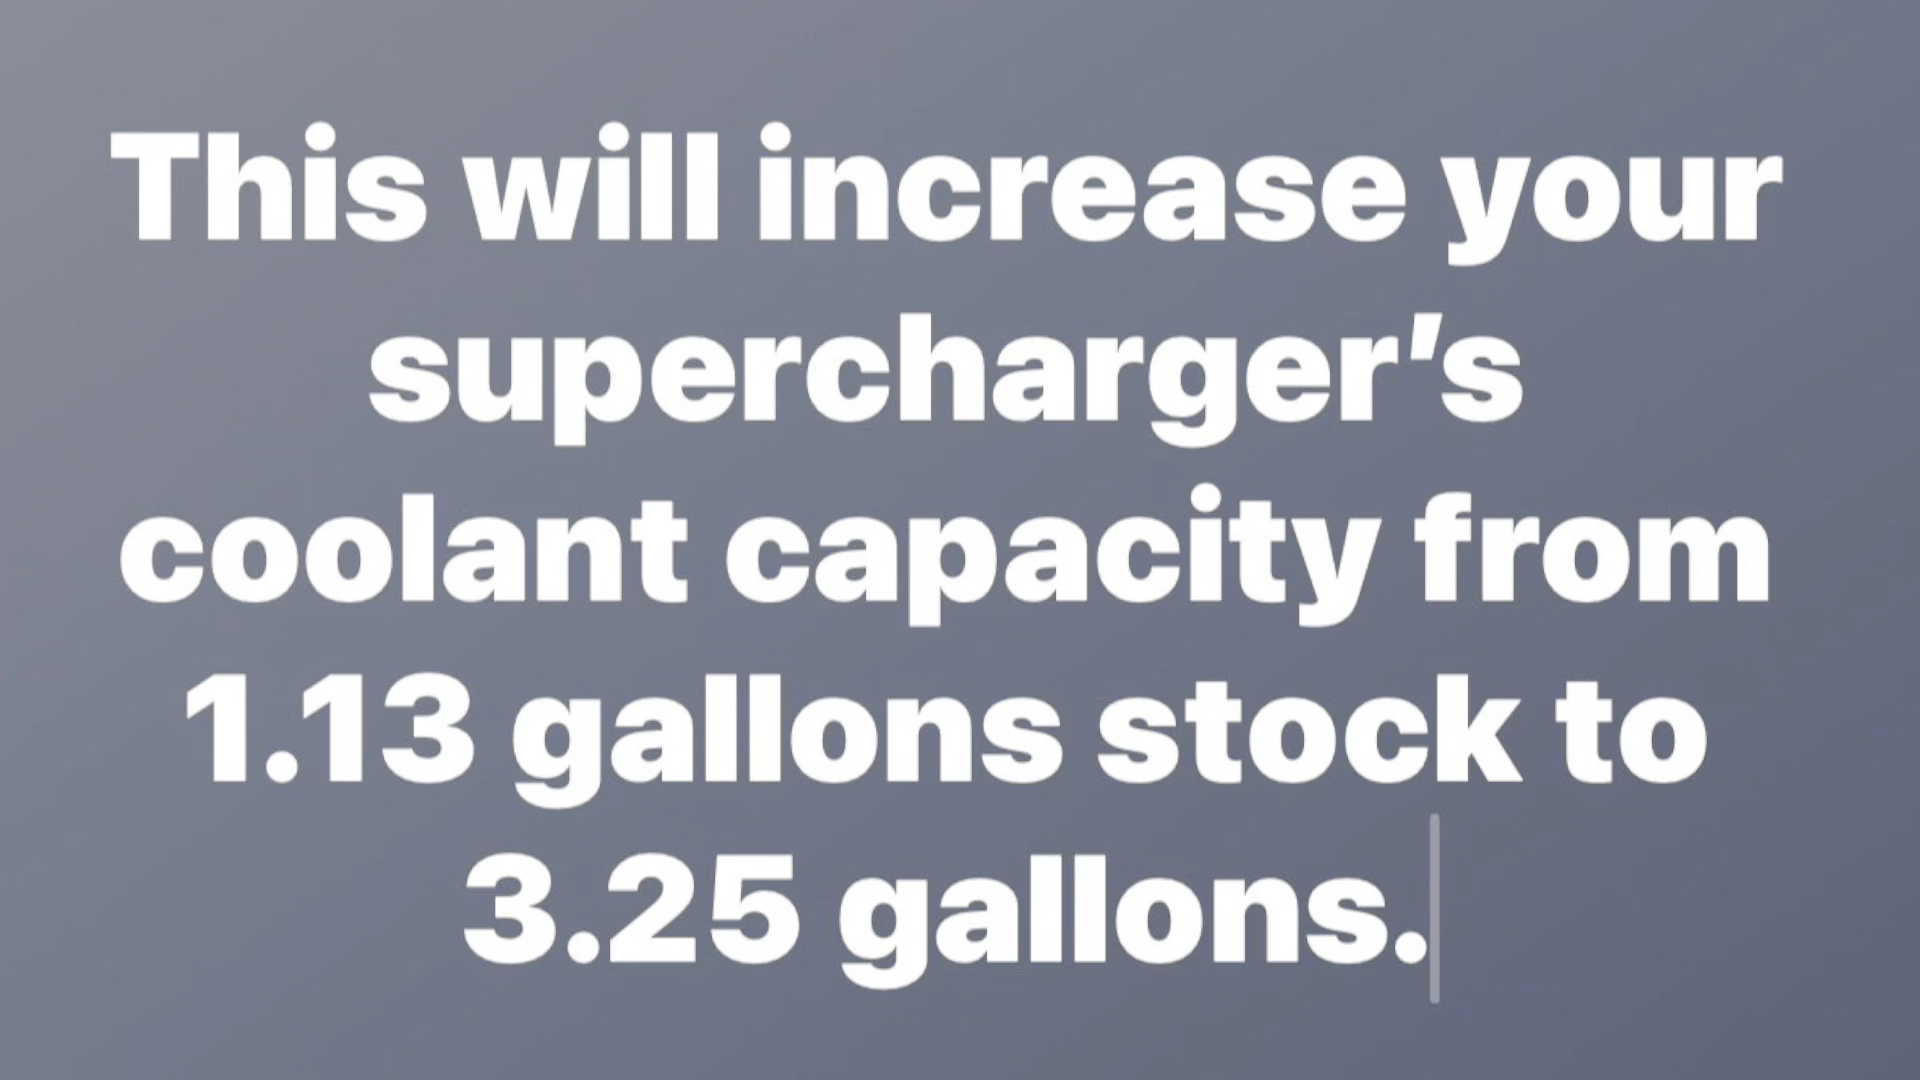 This will increase your
supercharger’s
coolant capacity from
1.13 gallons stock to
3.25 gallons.